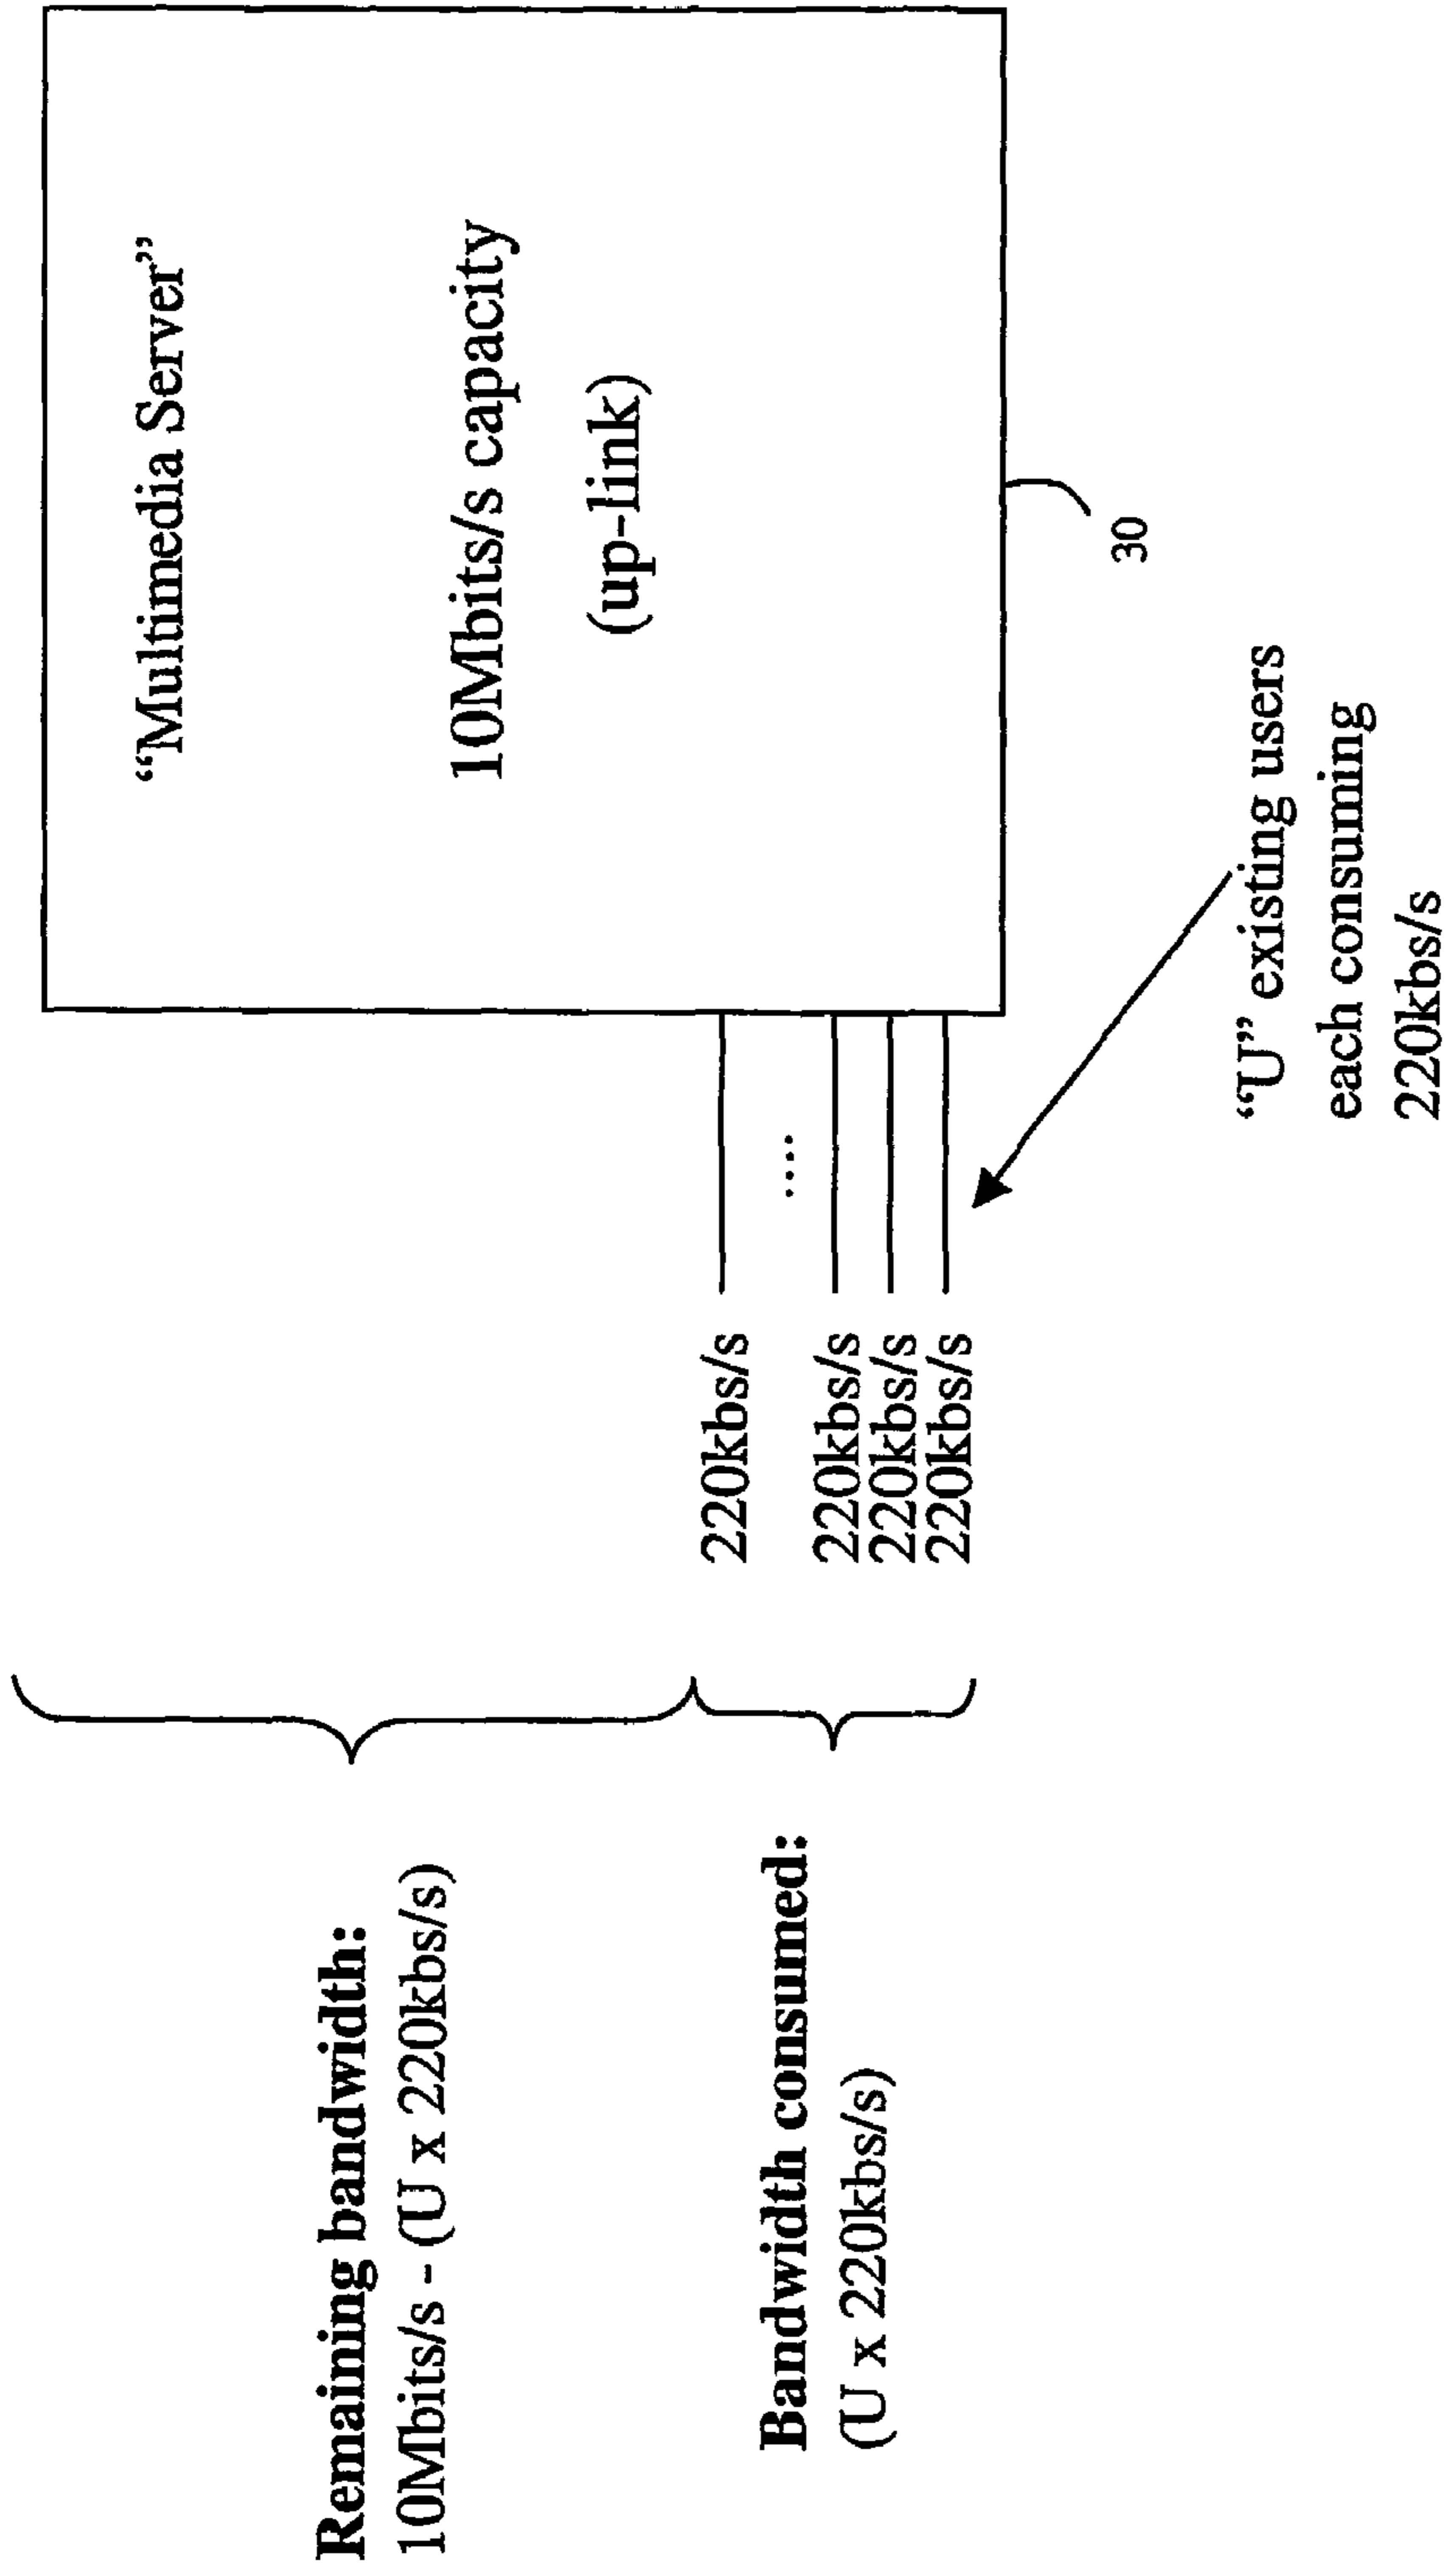 Remaining bandwidth:
10Mbits/s - (U x 220kbs/s)
Bandwidth consumed:
(U x 220kbs/s)
220kbs/s
....
220kbs/s
220kbs/s
220kbs/s
“Multimedia Server”
10Mbits/s capacity
(up-link)
30
“U” existing users
each consuming
220kbs/s